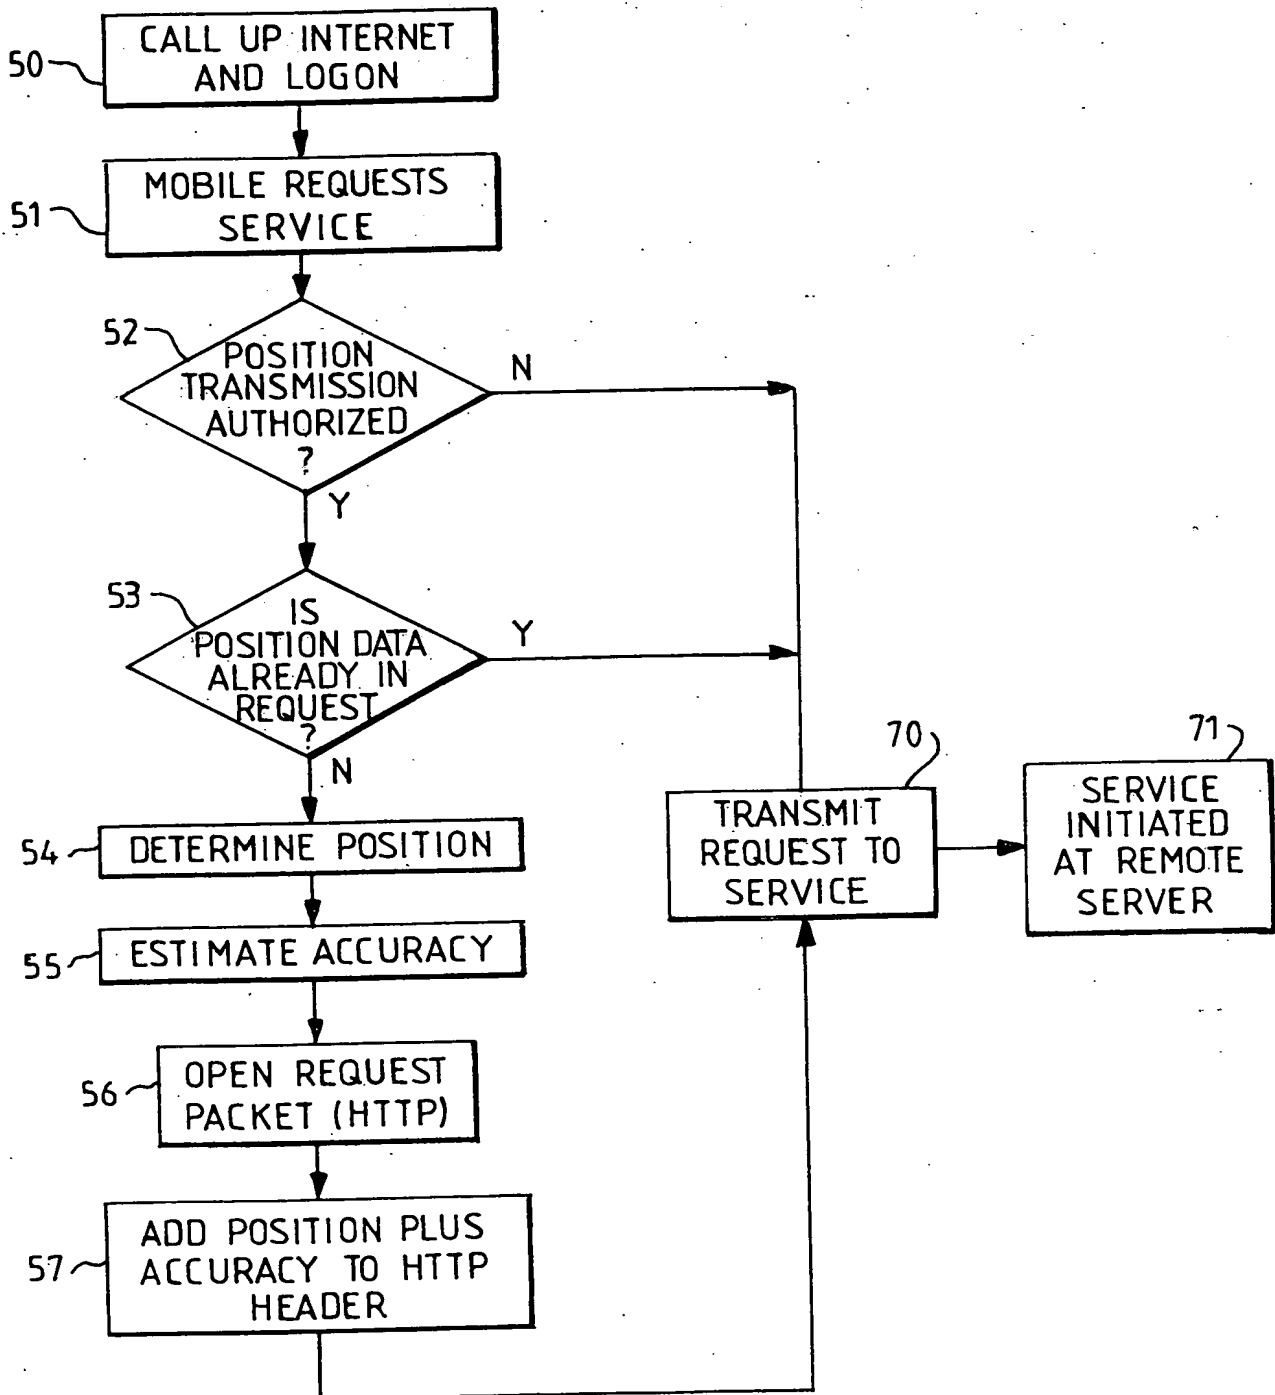 50
CALL UP INTERNET
AND LOGON
51
MOBILE REQUESTS
SERVICE
52
POSITION
TRANSMISSION
AUTHORIZED
?
N
Y
53
IS
POSITION DATA
ALREADY IN
REQUEST
?
Y
N
54
DETERMINE POSITION
55
ESTIMATE ACCURACY
56
OPEN REQUEST
PACKET (HTTP)
57
ADD POSITION PLUS
ACCURACY TO HTTP
HEADER
70
TRANSMIT
REQUEST TO
SERVICE
71
SERVICE
INITIATED
AT REMOTE
SERVER